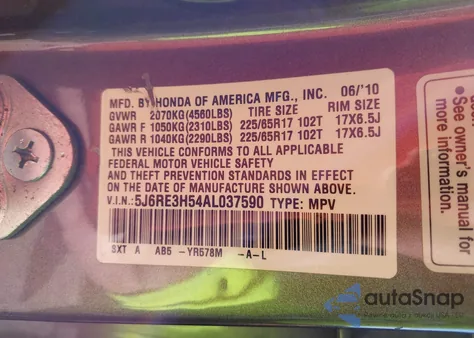 MFD. BY HONDA OF AMERICA MFG., INC. 06/'10
GVWR 2070KG(4560LBS) TIRE SIZE RIM SIZE
GAWR F 1050KG(2310LBS) 225/65R17 102T 17X6.5J
GAWR R 1040KG(2290LBS) 225/65R17 102T 17X6.5J
THIS VEHICLE CONFORMS TO ALL APPLICABLE
FEDERAL MOTOR VEHICLE SAFETY
AND THEFT PREVENTION STANDARDS IN EFFECT
ON THE DATE OF MANUFACTURE SHOWN ABOVE.
V.I.N.:5J6RE3H54AL037590 TYPE: MPV
SXT A AB5 -YR578M -A-L
See owner's
manual for
more inform
autoSnap